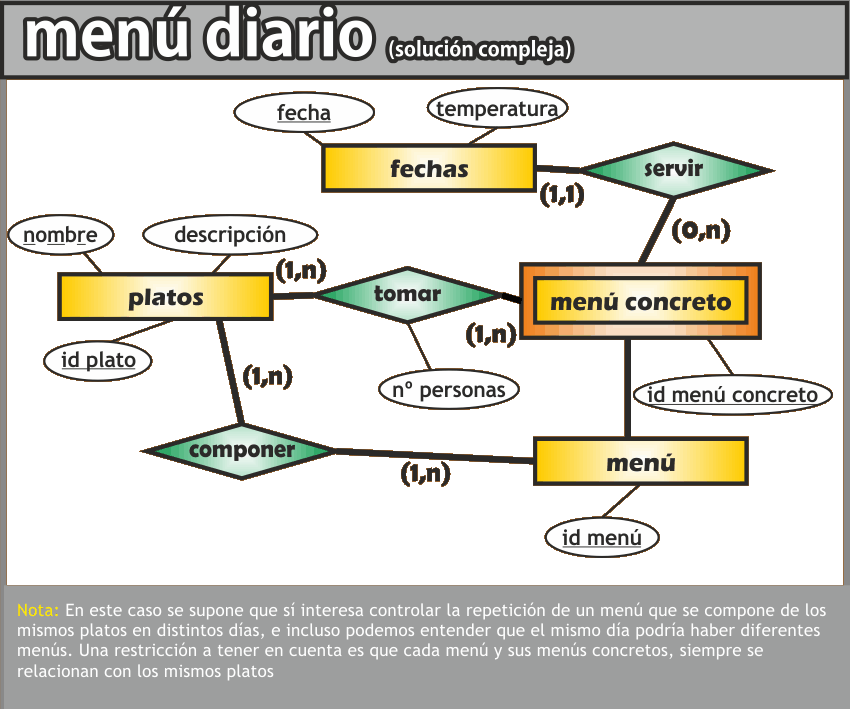 menú diario (solución compleja)
fecha
temperatura
fechas
servir
(1,1)
(0,n)
nombre
descripción
(1,n)
platos
tomar
menú concreto
(1,n)
id plato
(1,n)
nº personas
id menú concreto
componer
(1,n)
menú
id menú
Nota: En este caso se supone que sí interesa controlar la repetición de un menú que se compone de los
mismos platos en distintos días, e incluso podemos entender que el mismo día podría haber diferentes
menús. Una restricción a tener en cuenta es que cada menú y sus menús concretos, siempre se
relacionan con los mismos platos